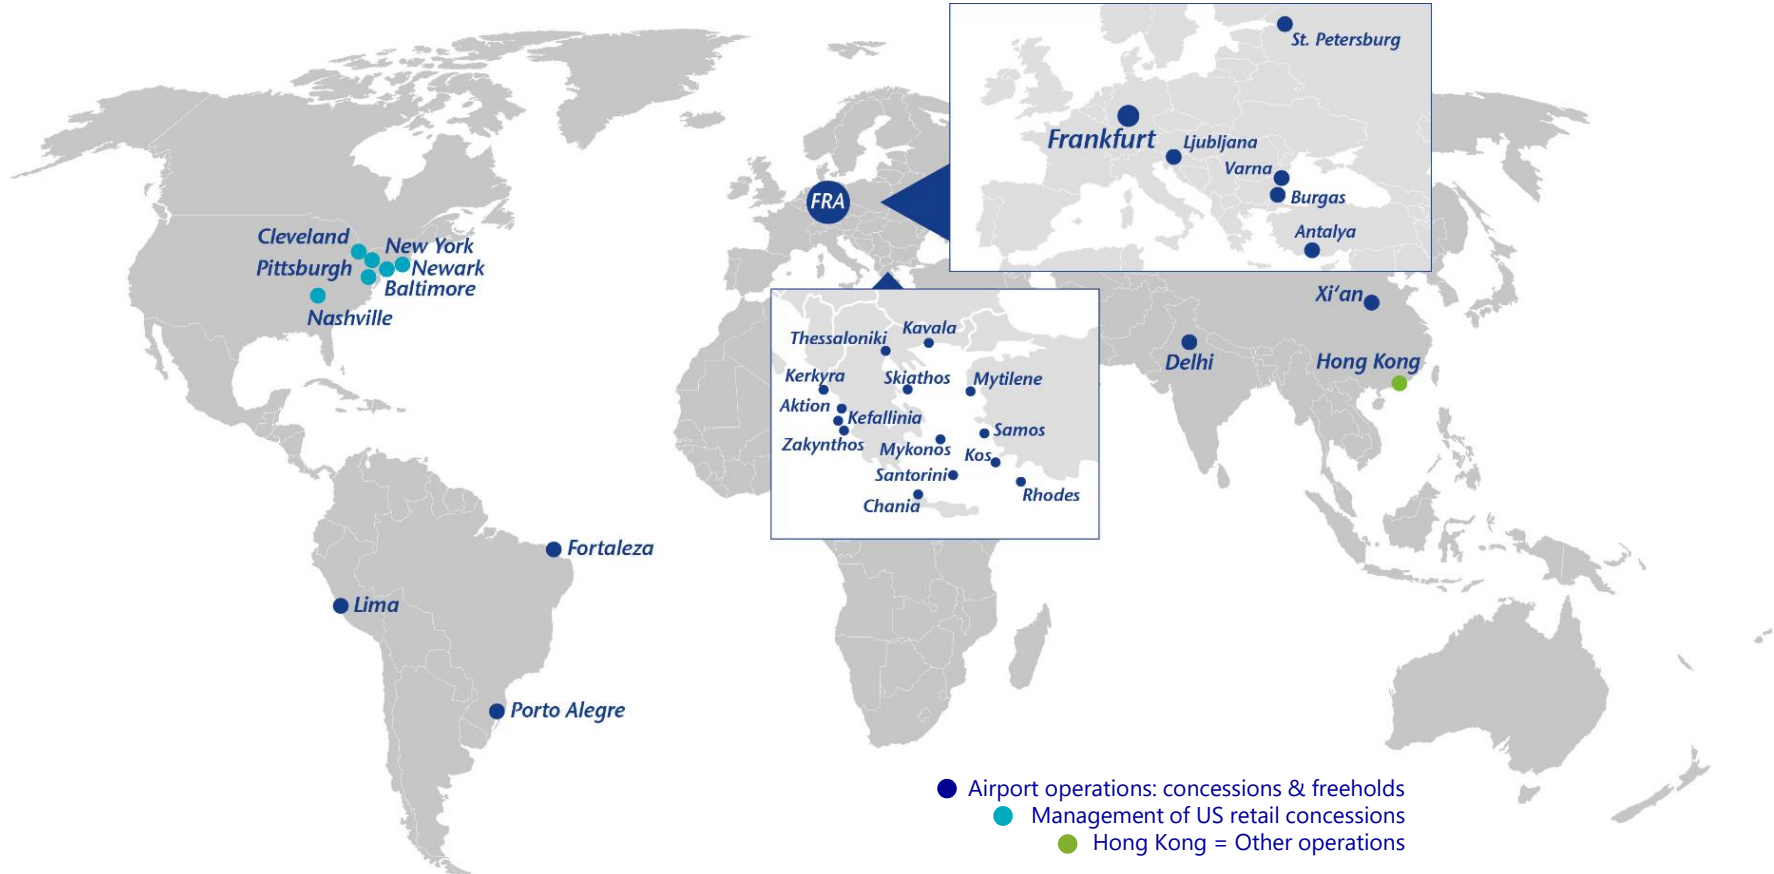 St. Petersburg
Frankfurt
Ljubljana
Varna
Burgas
Antalya
FRA
Cleveland
New York
Pittsburgh
Newark
Baltimore
Nashville
Xi‘an
Delhi
Hong Kong
Kavala
Thessaloniki
Kerkyra
Skiathos
Mytilene
Aktion
Kefallinia
Zakynthos
Mykonos
Samos
Kos
Santorini
Rhodes
Chania
Fortaleza
Lima
Porto Alegre
Airport operations: concessions & freeholds
Management of US retail concessions
Hong Kong = Other operations